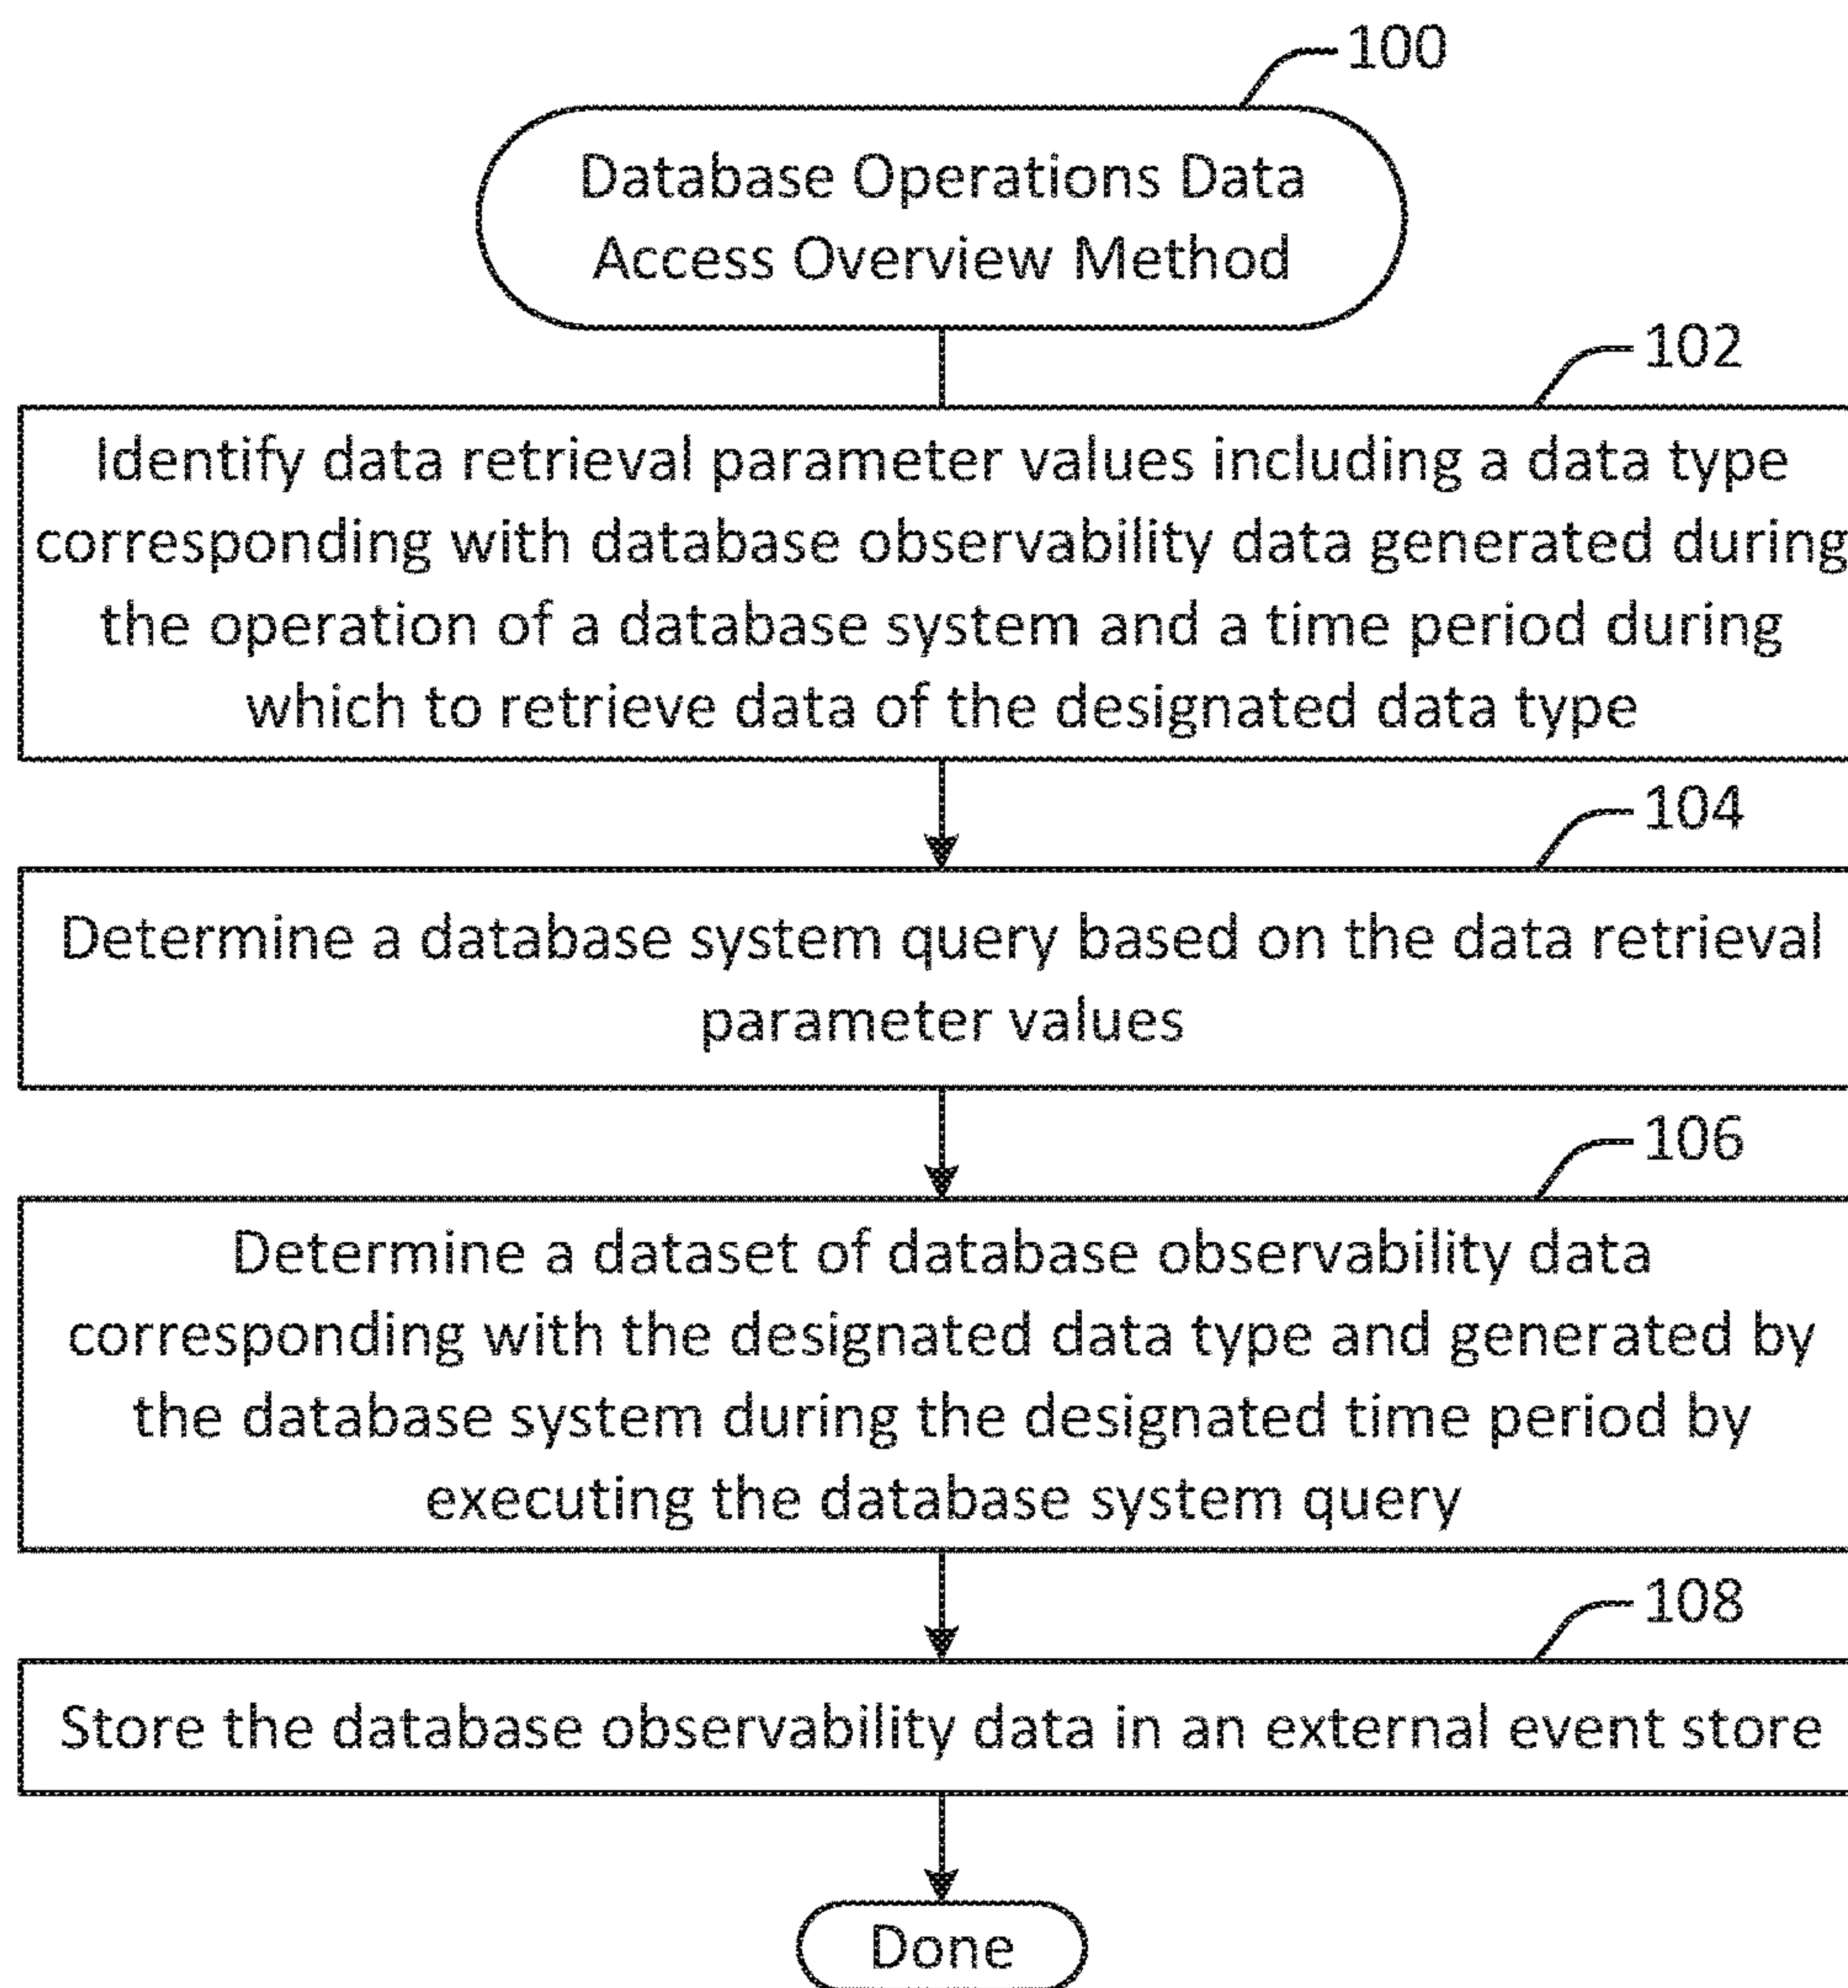 100
Database Operations Data
Access Overview Method
102
Identify data retrieval parameter values including a data type
corresponding with database observability data generated during
the operation of a database system and a time period during
which to retrieve data of the designated data type
104
Determine a database system query based on the data retrieval
parameter values
106
Determine a dataset of database observability data
corresponding with the designated data type and generated by
the database system during the designated time period by
executing the database system query
108
Store the database observability data in an external event store
Done